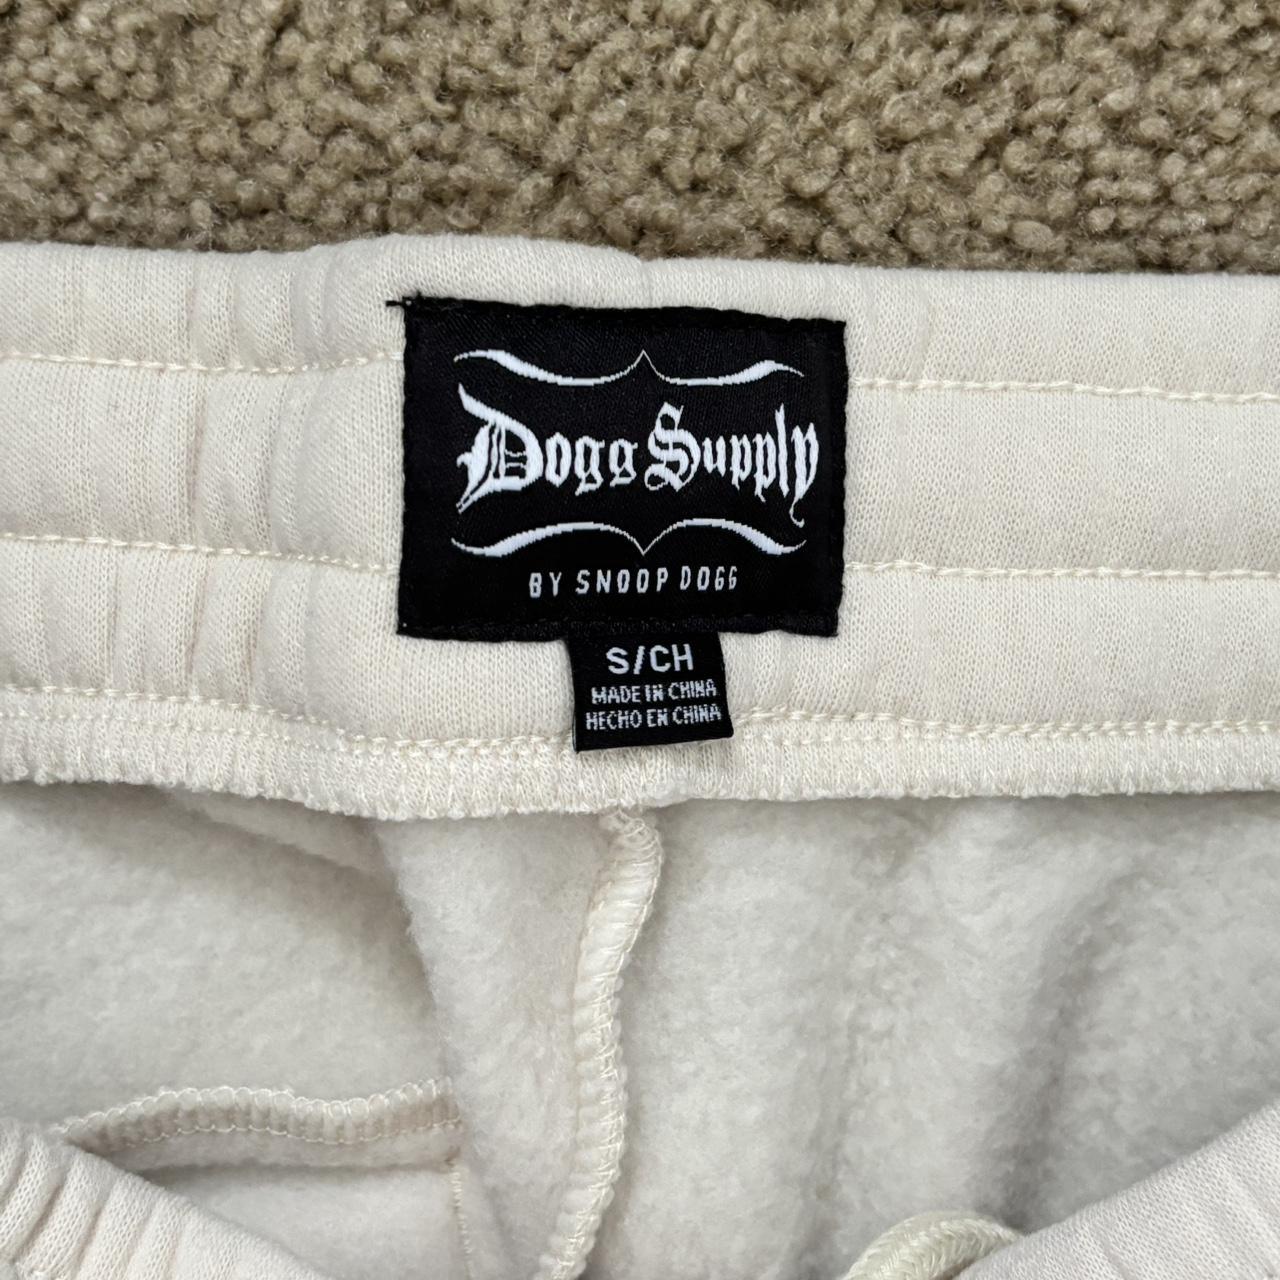 Dogg Supply
BY SNOOP DOGG
S/CH
MADE IN CHINA
HECHO EN CHINA